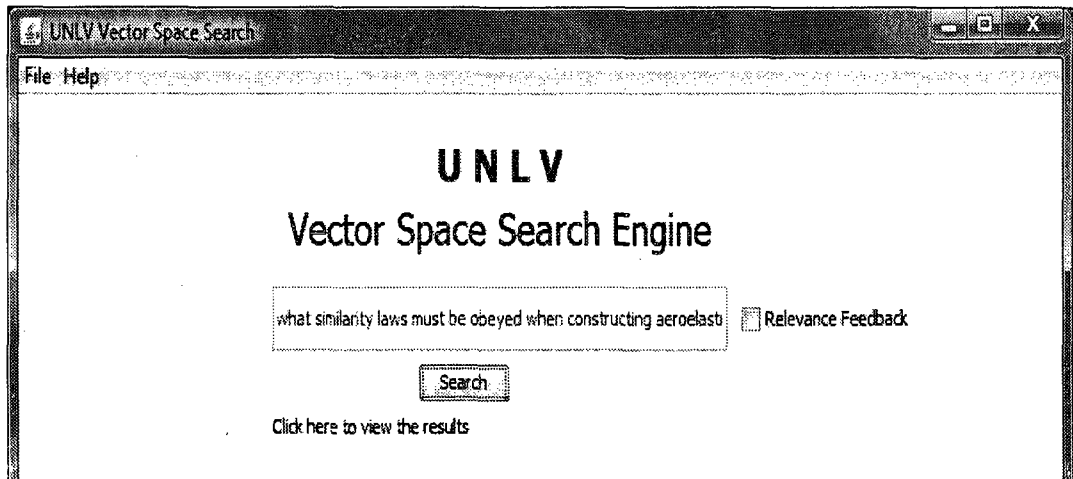 UNLV Vector Space Search
File Help
U N L V
Vector Space Search Engine
what similarity laws must be obeyed when constructing aeroelasti
Relevance Feedback
Search
Click here to view the results